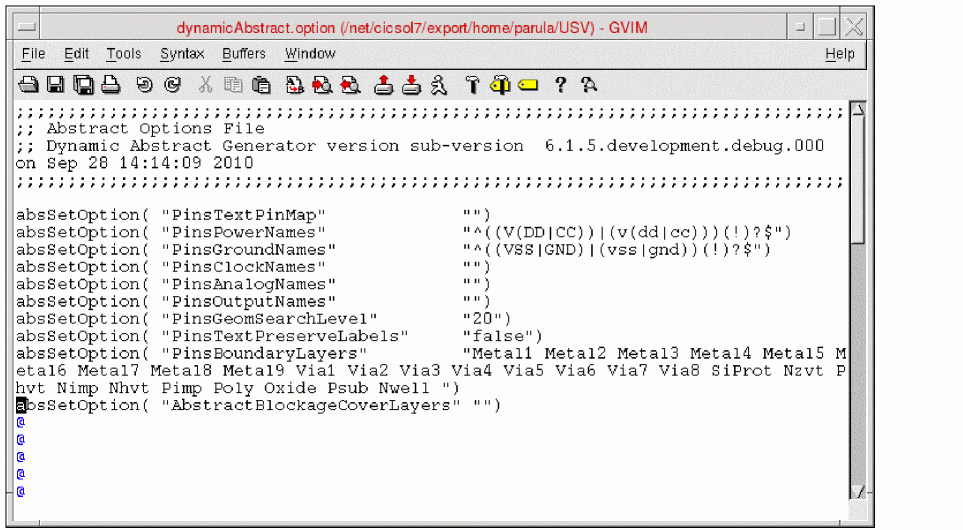 dynamicAbstract.option (/net/cicsol7/export/home/parula/USV) - GVIM
File Edit Tools Syntax Buffers Window Help
;;;;;;;;;;;;;;;;;;;;;;;;;;;;;;;;;;;;;;;;;;;;;;;;;;;;;;;;;;;;;;;;;;;;;
;; Abstract Options File
;; Dynamic Abstract Generator version sub-version  6.1.5.development.debug.000
on Sep 28 14:14:09 2010
;;;;;;;;;;;;;;;;;;;;;;;;;;;;;;;;;;;;;;;;;;;;;;;;;;;;;;;;;;;;;;;;;;;;;
absSetOption( "PinsTextPinMap" "")
absSetOption( "PinsPowerNames" "^((V(DD|CC))|(v(dd|cc)))(!)?$")
absSetOption( "PinsGroundNames" "^((VSS|GND)|(vss|gnd))(!)?$")
absSetOption( "PinsClockNames" "")
absSetOption( "PinsAnalogNames" "")
absSetOption( "PinsOutputNames" "")
absSetOption( "PinsGeomSearchLevel" "20")
absSetOption( "PinsTextPreserveLabels" "false")
absSetOption( "PinsBoundaryLayers" "Metal1 Metal2 Metal3 Metal4 Metal5 M
etal6 Metal7 Metal8 Metal9 Via1 Via2 Via3 Via4 Via5 Via6 Via7 Via8 SiProt Nzvt P
hvt Nimp Nhvt Pimp Poly Oxide Psub Nwell ")
absSetOption( "AbstractBlockageCoverLayers" "")
@
@
@
@
@